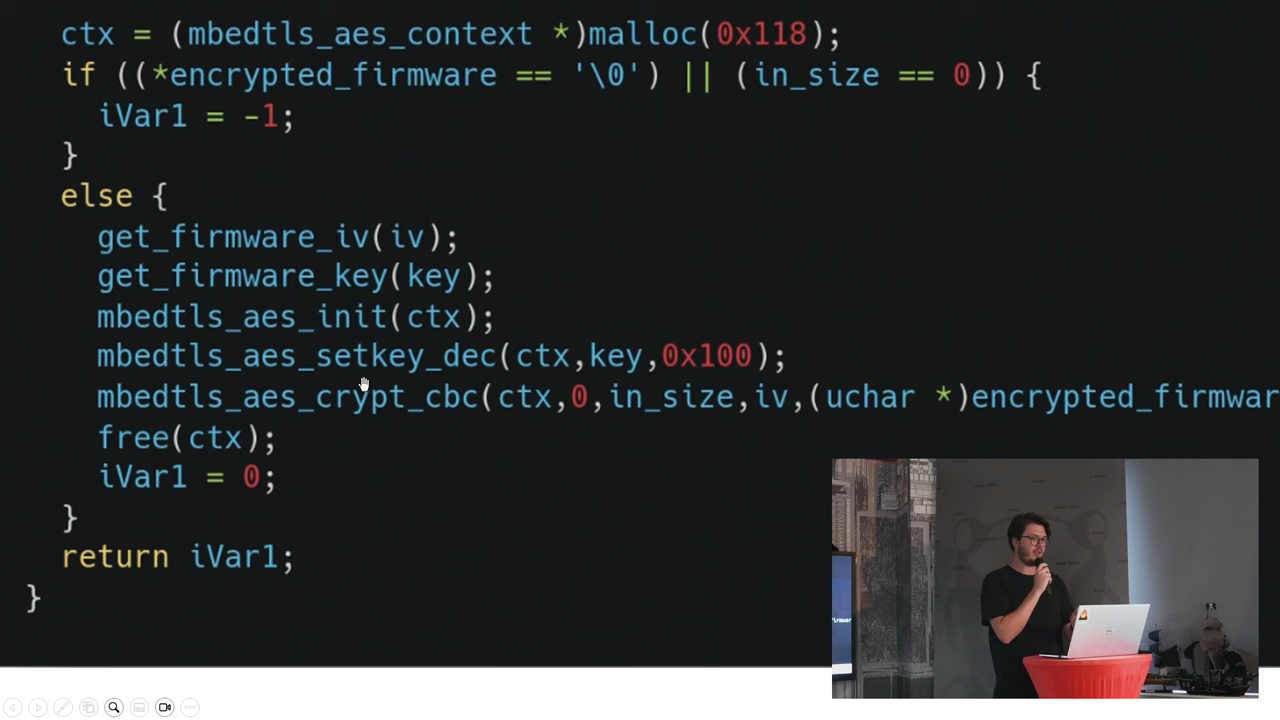 ctx = (mbedtls_aes_context *)malloc(0x118);
if ((*encrypted_firmware == '\0') || (in_size == 0)) {
iVar1 = -1;
}
else {
get_firmware_iv(iv);
get_firmware_key(key);
mbedtls_aes_init(ctx);
mbedtls_aes_setkey_dec(ctx,key,0x100);
mbedtls_aes_crypt_cbc(ctx,0,in_size,iv,(uchar *)encrypted_firmwar
free(ctx);
iVar1 = 0;
}
return iVar1;
}